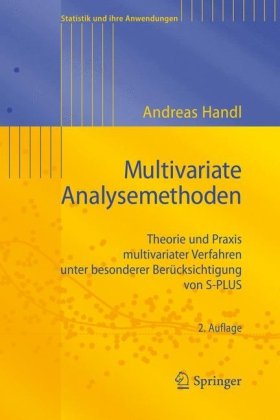 Statistik und ihre Anwendungen
Andreas Handl
Multivariate
Analysemethoden
Theorie und Praxis
multivariater Verfahren
unter besonderer Berücksichtigung
von S-PLUS
2. Auflage
Springer